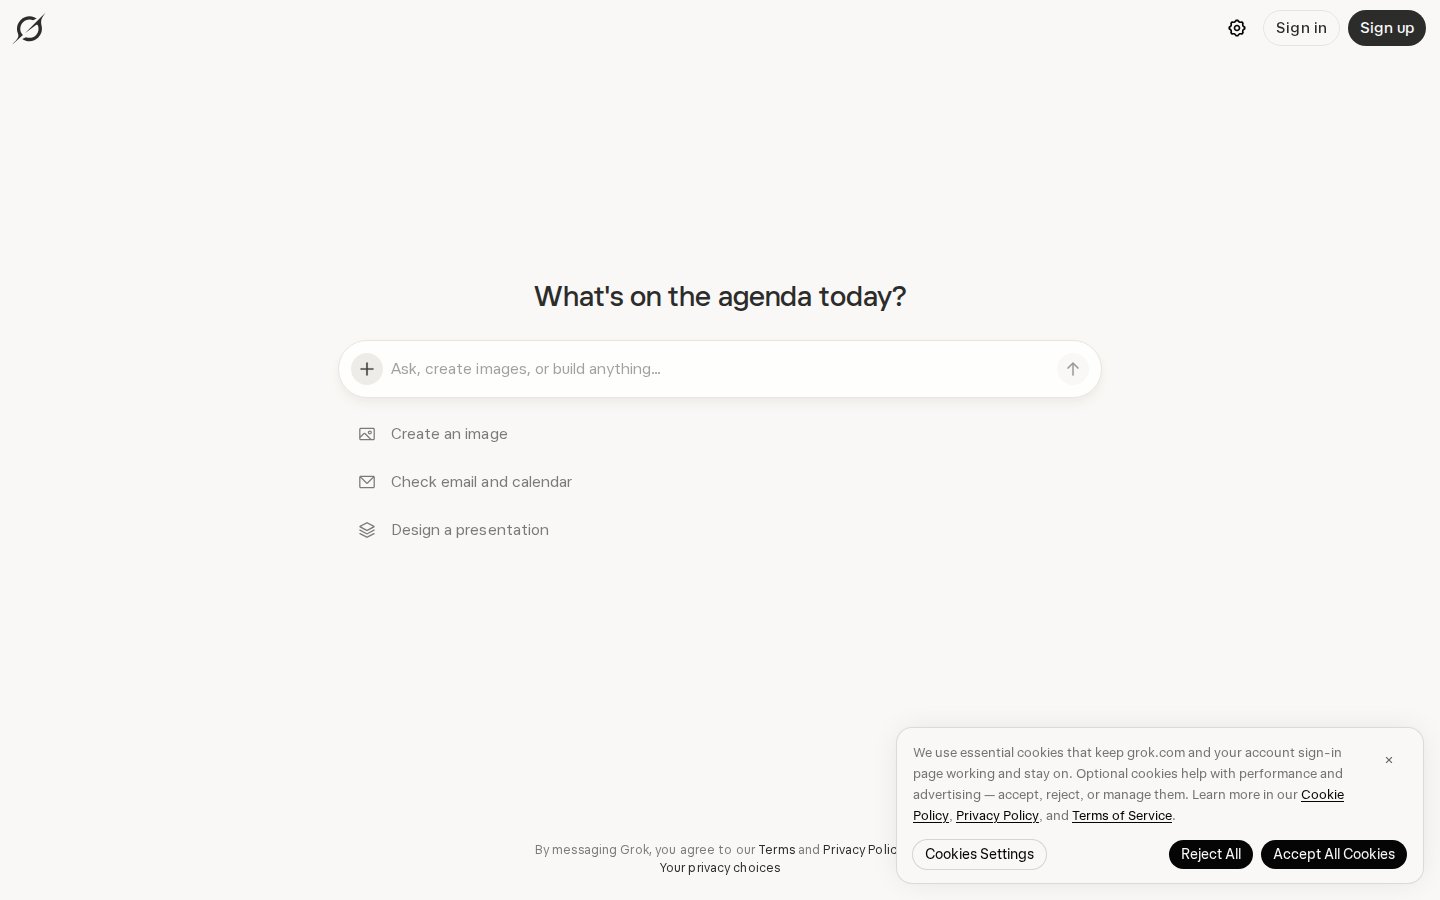 Sign in
Sign up
What's on the agenda today?
Ask, create images, or build anything...
Create an image
Check email and calendar
Design a presentation
We use essential cookies that keep grok.com and your account sign-in
page working and stay on. Optional cookies help with performance and
advertising — accept, reject, or manage them. Learn more in our Cookie
Policy, Privacy Policy, and Terms of Service.
Cookies Settings
Reject All
Accept All Cookies
By messaging Grok, you agree to our Terms and Privacy Polic
Your privacy choices